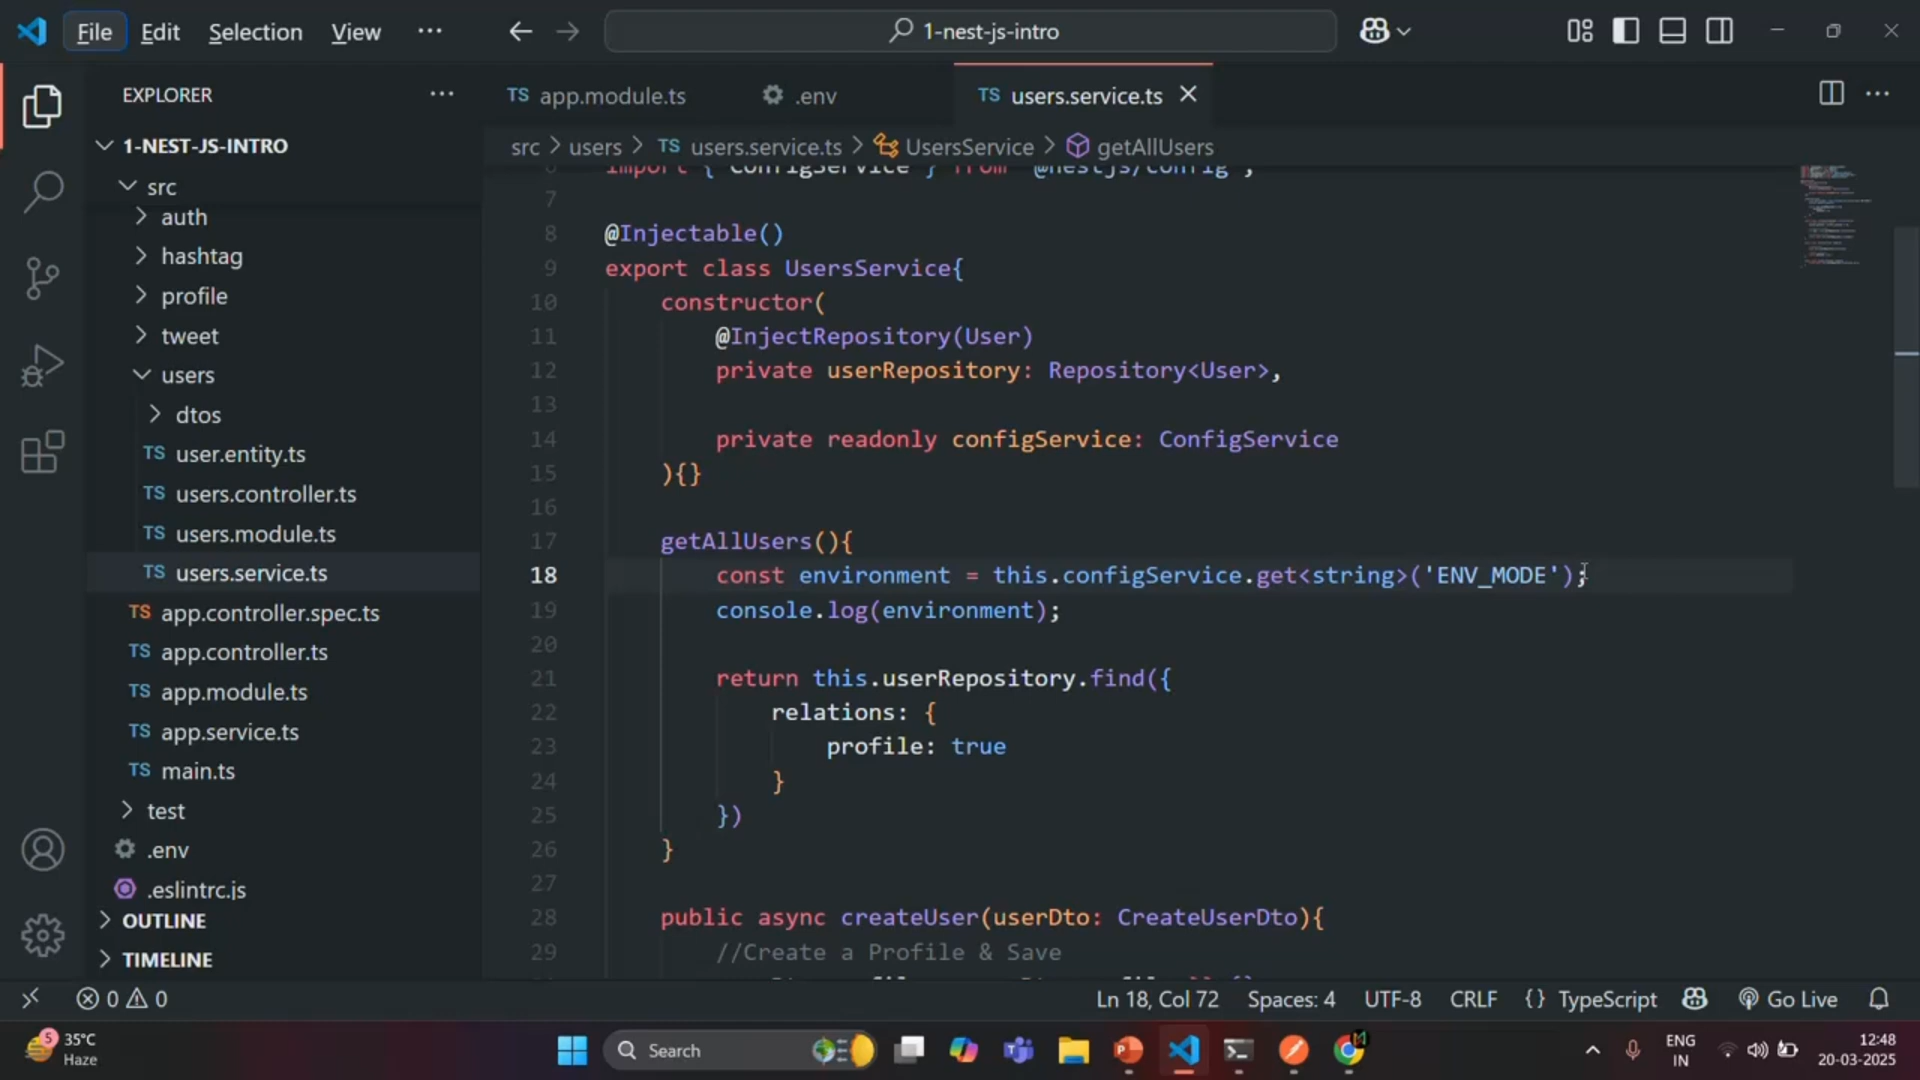 File Edit Selection View ··· 1-nest-js-intro
EXPLORER ···
1-NEST-JS-INTRO
src
auth
hashtag
profile
tweet
users
dtos
TS user.entity.ts
TS users.controller.ts
TS users.module.ts
TS users.service.ts
TS app.controller.spec.ts
TS app.controller.ts
TS app.module.ts
TS app.service.ts
TS main.ts
test
.env
.eslintrc.js
OUTLINE
TIMELINE
TS app.module.ts .env TS users.service.ts
src > users > TS users.service.ts > UsersService > getAllUsers
6 import { ConfigService } from '@nestjs/config';
7
8 @Injectable()
9 export class UsersService{
10 constructor(
11 @InjectRepository(User)
12 private userRepository: Repository<User>,
13
14 private readonly configService: ConfigService
15 ){}
16
17 getAllUsers(){
18 const environment = this.configService.get<string>('ENV_MODE');
19 console.log(environment);
20
21 return this.userRepository.find({
22 relations: {
23 profile: true
24 }
25 })
26 }
27
28 public async createUser(userDto: CreateUserDto){
29 //Create a Profile & Save
0 0 Ln 18, Col 72 Spaces: 4 UTF-8 CRLF {} TypeScript Go Live
5 35°C
Haze
Search
ENG
IN
12:48
20-03-2025